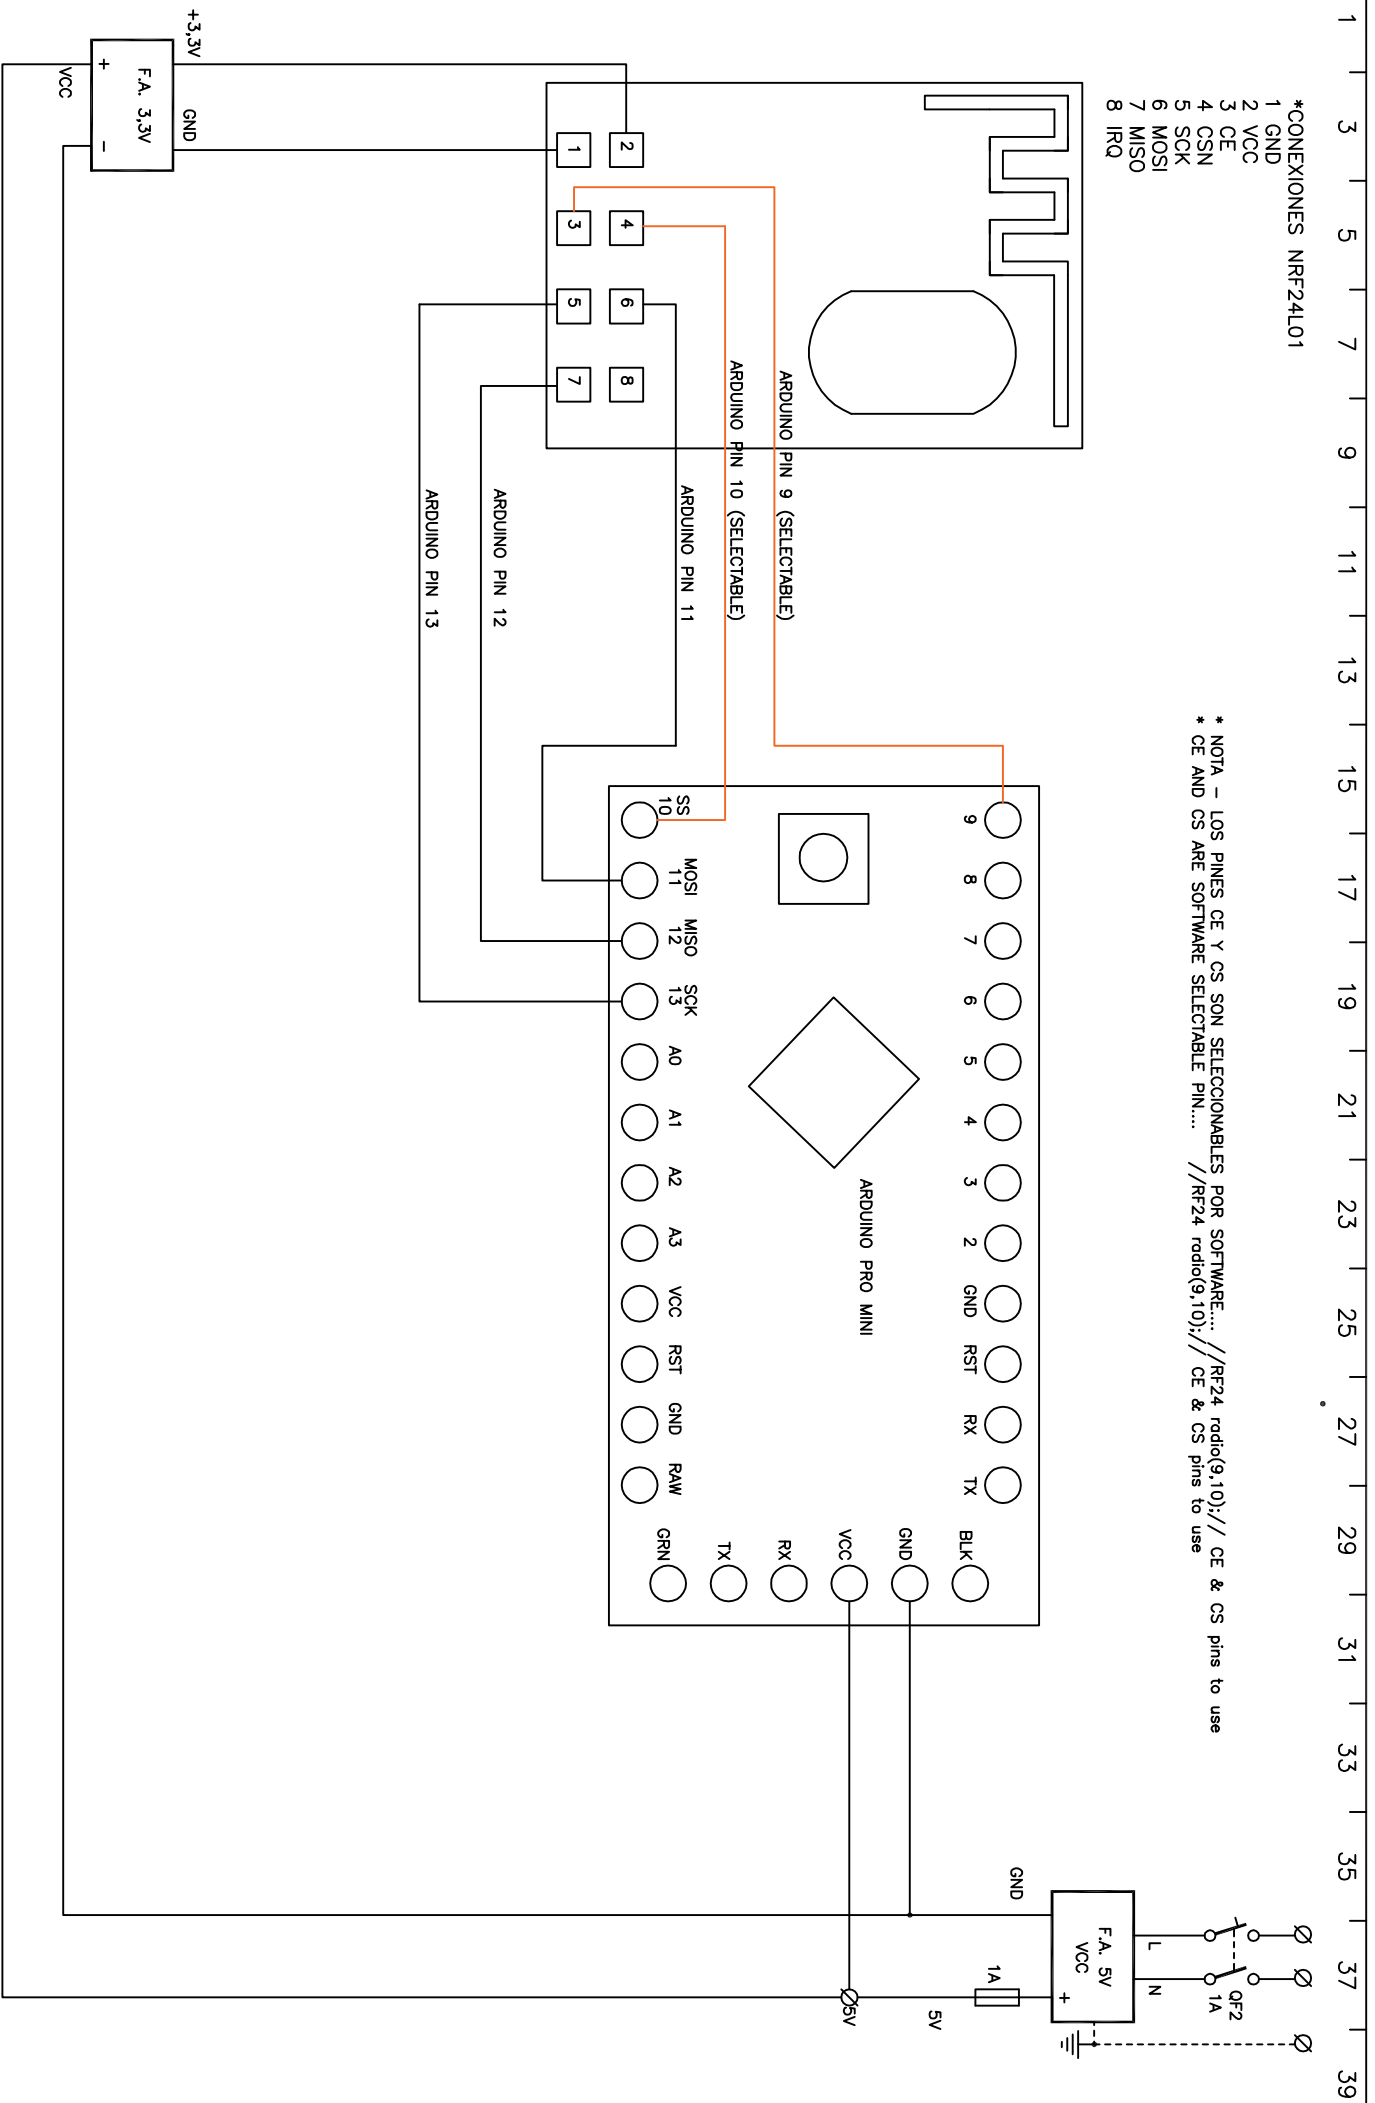 1
3
5
7
9
11
13
15
17
19
21
23
25
27
29
31
33
35
37
39
*CONEXIONES NRF24L01
1 GND
2 VCC
3 CE
4 CSN
5 SCK
6 MOSI
7 MISO
8 IRQ
* NOTA – LOS PINES CE Y CS SON SELECCIONABLES POR SOFTWARE.... //RF24 radio(9,10);// CE & CS pins to use
* CE AND CS ARE SOFTWARE SELECTABLE PIN.... //RF24 radio(9,10);// CE & CS pins to use
QF2
1A
L
N
F.A. 5V
VCC
+
GND
1A
5V
5V
9
8
7
6
5
4
3
2
GND
RST
RX
TX
BLK
GND
VCC
RX
TX
GRN
ARDUINO PRO MINI
SS
10
MOSI
11
MISO
12
SCK
13
A0
A1
A2
A3
VCC
RST
GND
RAW
ARDUINO PIN 9 (SELECTABLE)
ARDUINO PIN 10 (SELECTABLE)
ARDUINO PIN 11
ARDUINO PIN 12
ARDUINO PIN 13
2
4
6
8
1
3
5
7
+3,3V
GND
F.A. 3,3V
+
–
VCC